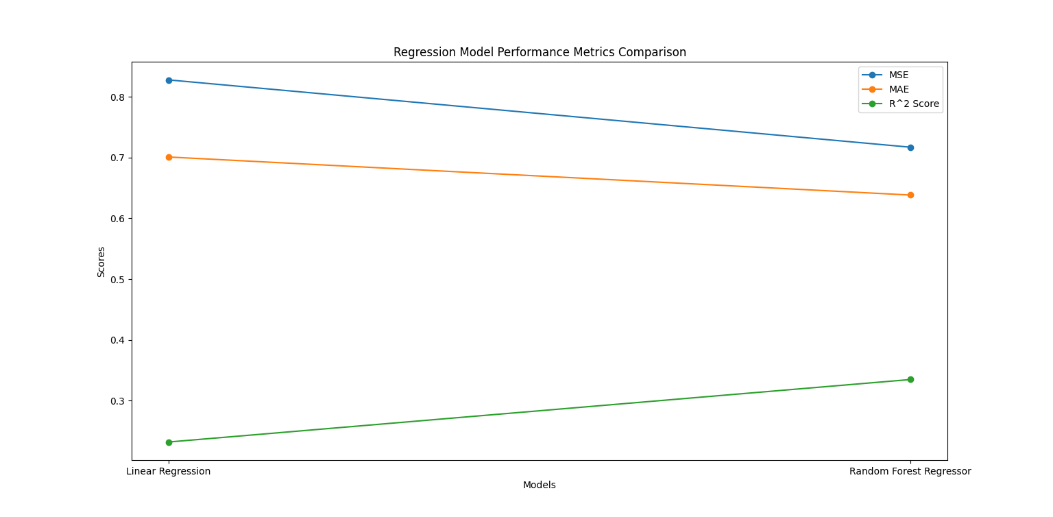 Regression Model Performance Metrics Comparison
MSE
MAE
R^2 Score
0.8
0.7
0.6
0.5
0.4
0.3
Scores
Linear Regression
Random Forest Regressor
Models